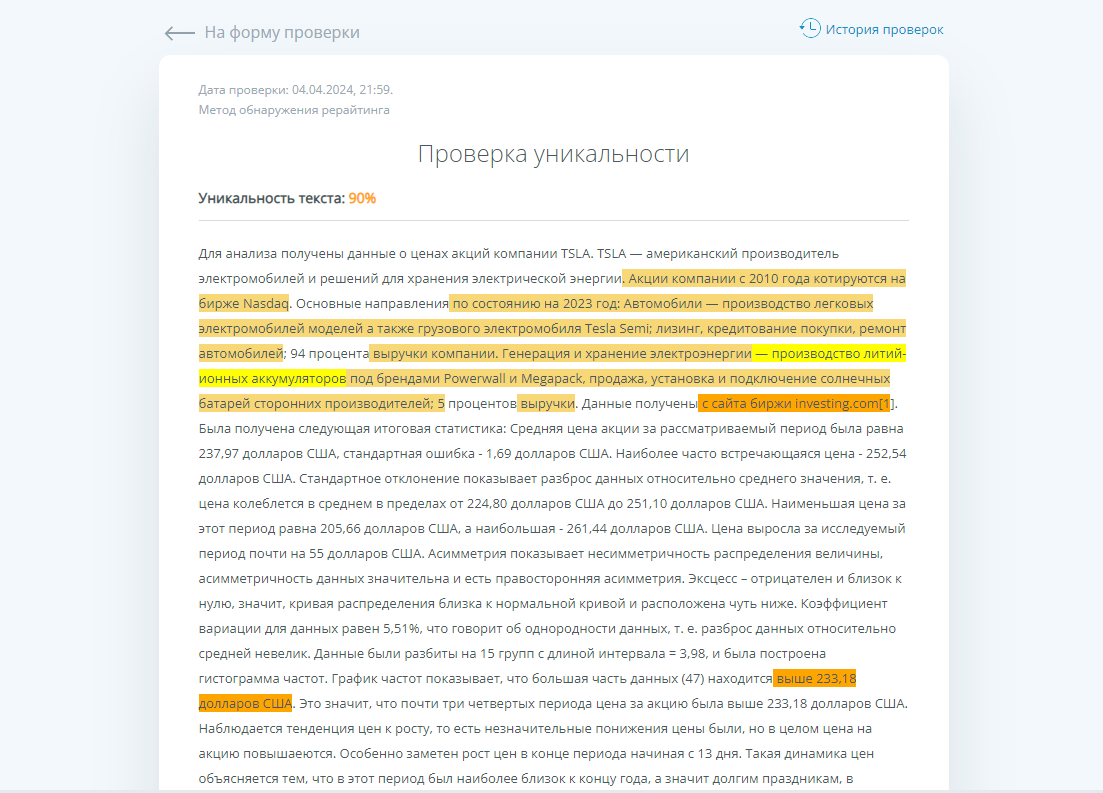 На форму проверки
История проверок
Дата проверки: 04.04.2024, 21:59.
Метод обнаружения рерайтинга
Проверка уникальности
Уникальность текста: 90%
Для анализа получены данные о ценах акций компании TSLA. TSLA — американский производитель
электромобилей и решений для хранения электрической энергии. Акции компании с 2010 года котируются на
бирже Nasdaq. Основные направления по состоянию на 2023 год: Автомобили — производство легковых
электромобилей моделей а также грузового электромобиля Tesla Semi; лизинг, кредитование покупки, ремонт
автомобилей; 94 процента выручки компании. Генерация и хранение электроэнергии — производство литий-
ионных аккумуляторов под брендами Powerwall и Megapack, продажа, установка и подключение солнечных
батарей сторонних производителей; 5 процентов выручки. Данные получены с сайта биржи investing.com[1].
Была получена следующая итоговая статистика: Средняя цена акции за рассматриваемый период была равна
237,97 долларов США, стандартная ошибка - 1,69 долларов США. Наиболее часто встречающаяся цена - 252,54
долларов США. Стандартное отклонение показывает разброс данных относительно среднего значения, т. е.
цена колеблется в среднем в пределах от 224,80 долларов США до 251,10 долларов США. Наименьшая цена за
этот период равна 205,66 долларов США, а наибольшая - 261,44 долларов США. Цена выросла за исследуемый
период почти на 55 долларов США. Асимметрия показывает несимметричность распределения величины,
асимметричность данных значительна и есть правосторонняя асимметрия. Эксцесс – отрицателен и близок к
нулю, значит, кривая распределения близка к нормальной кривой и расположена чуть ниже. Коэффициент
вариации для данных равен 5,51%, что говорит об однородности данных, т. е. разброс данных относительно
средней невелик. Данные были разбиты на 15 групп с длиной интервала = 3,98, и была построена
гистограмма частот. График частот показывает, что большая часть данных (47) находится выше 233,18
долларов США. Это значит, что почти три четвертых периода цена за акцию была выше 233,18 долларов США.
Наблюдается тенденция цен к росту, то есть незначительные понижения цены были, но в целом цена на
акцию повышаеются. Особенно заметен рост цен в конце периода начиная с 13 дня. Такая динамика цен
объясняется тем, что в этот период был наиболее близок к концу года, а значит долгим праздникам, в